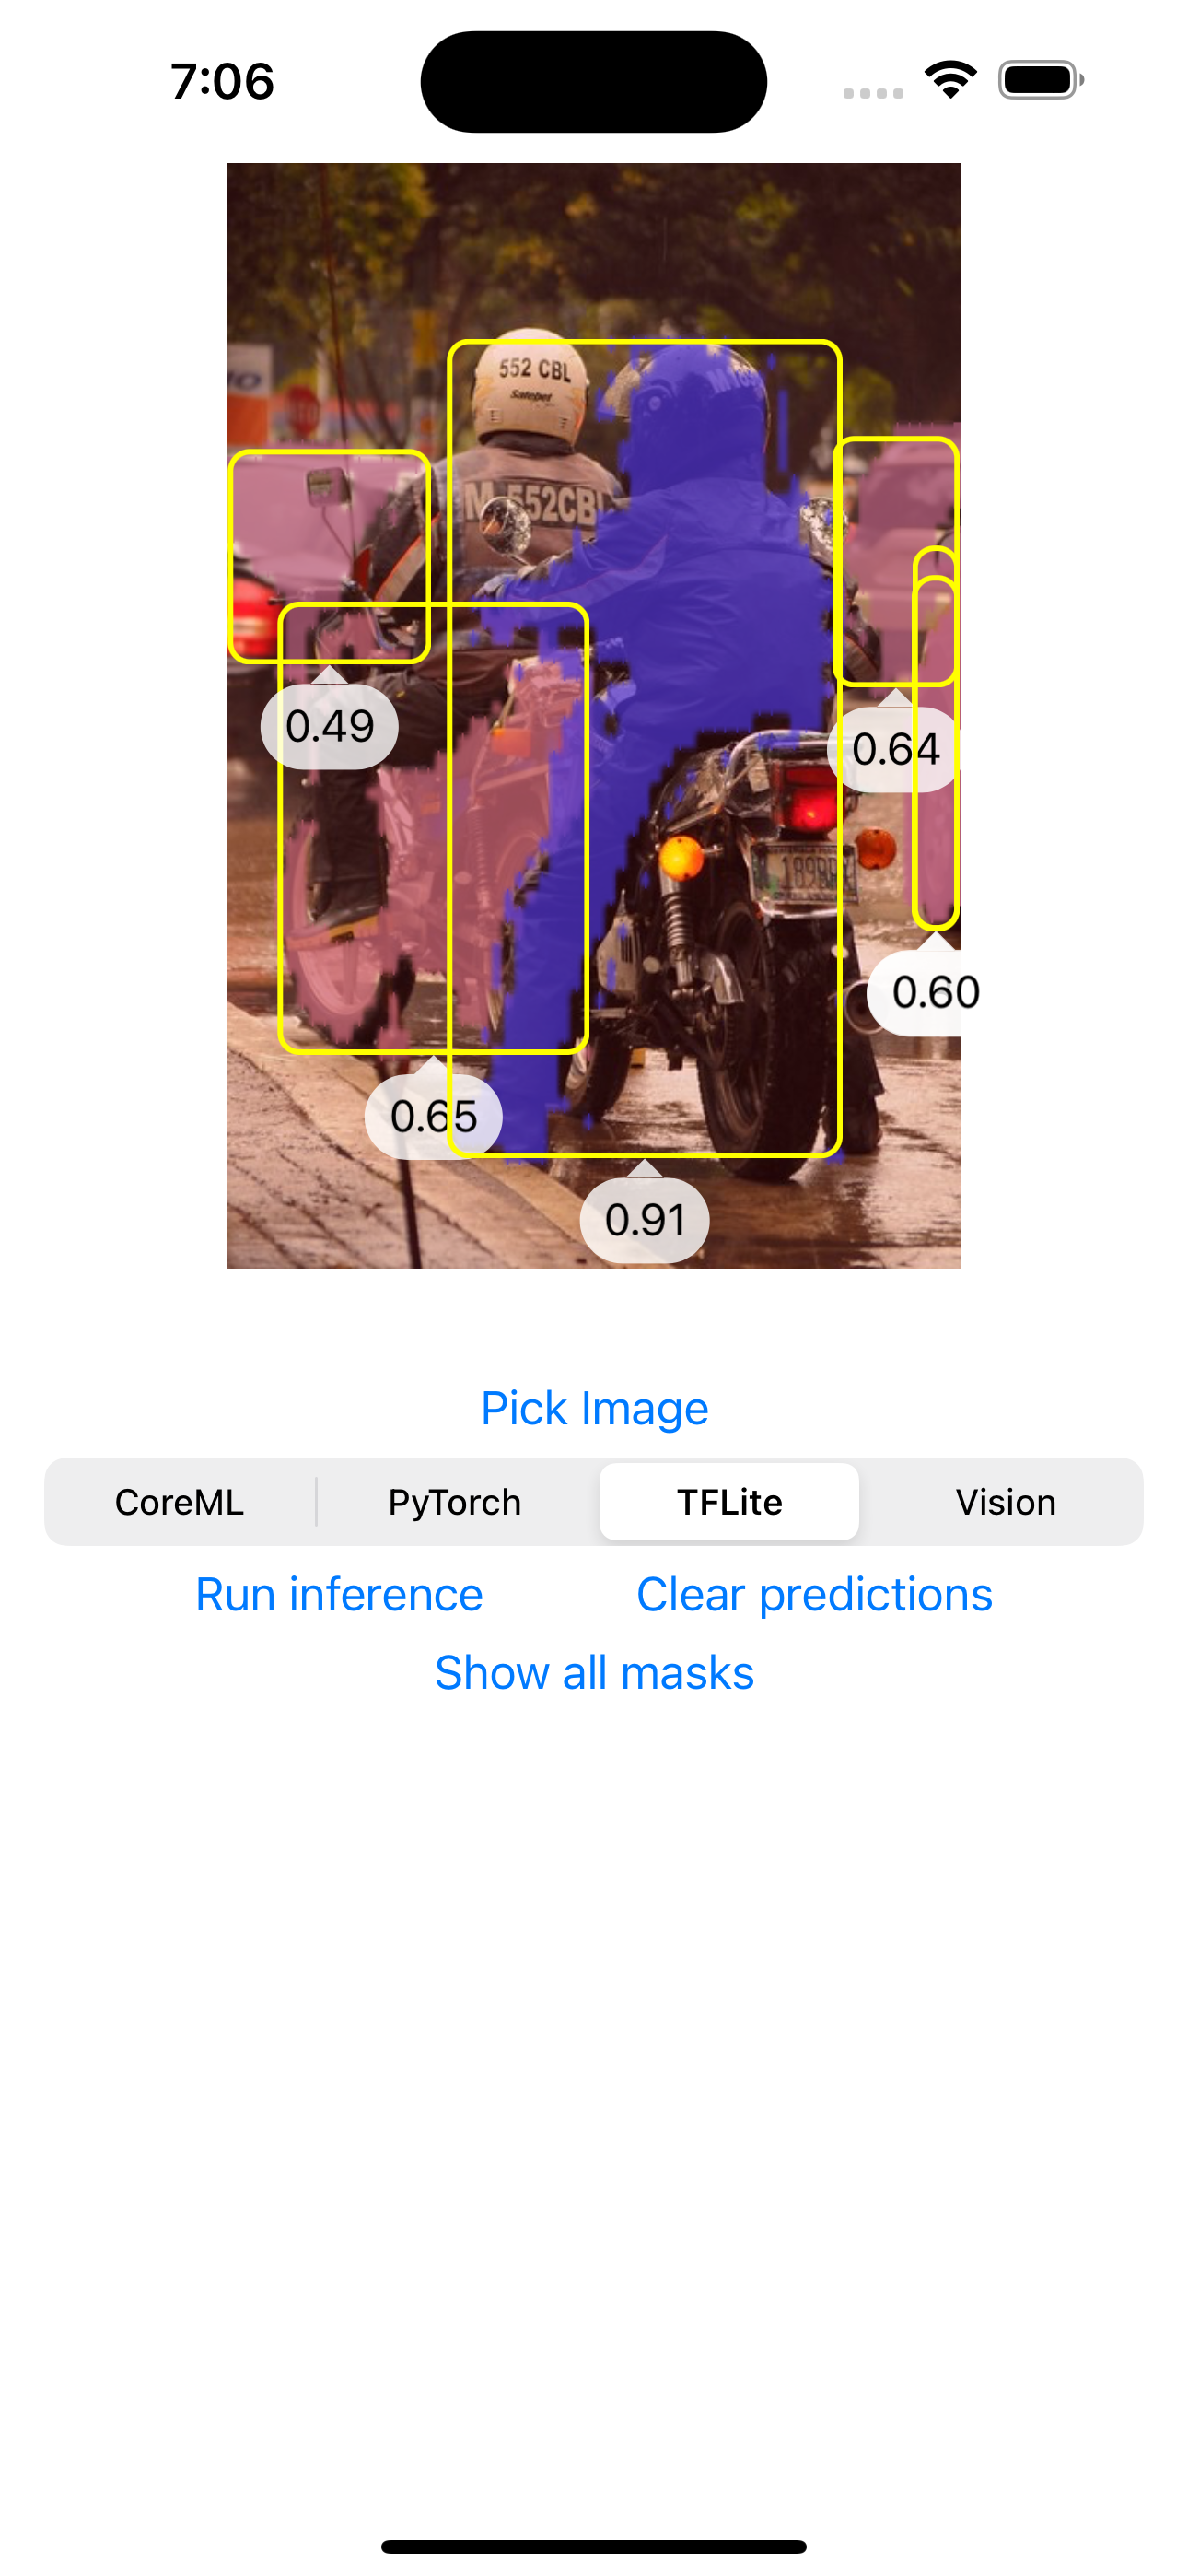 7:06
552 CBL
Safebet
M 552CBL
0.49
0.64
0.60
0.65
0.91
Pick Image
CoreML PyTorch TFLite Vision
Run inference Clear predictions
Show all masks